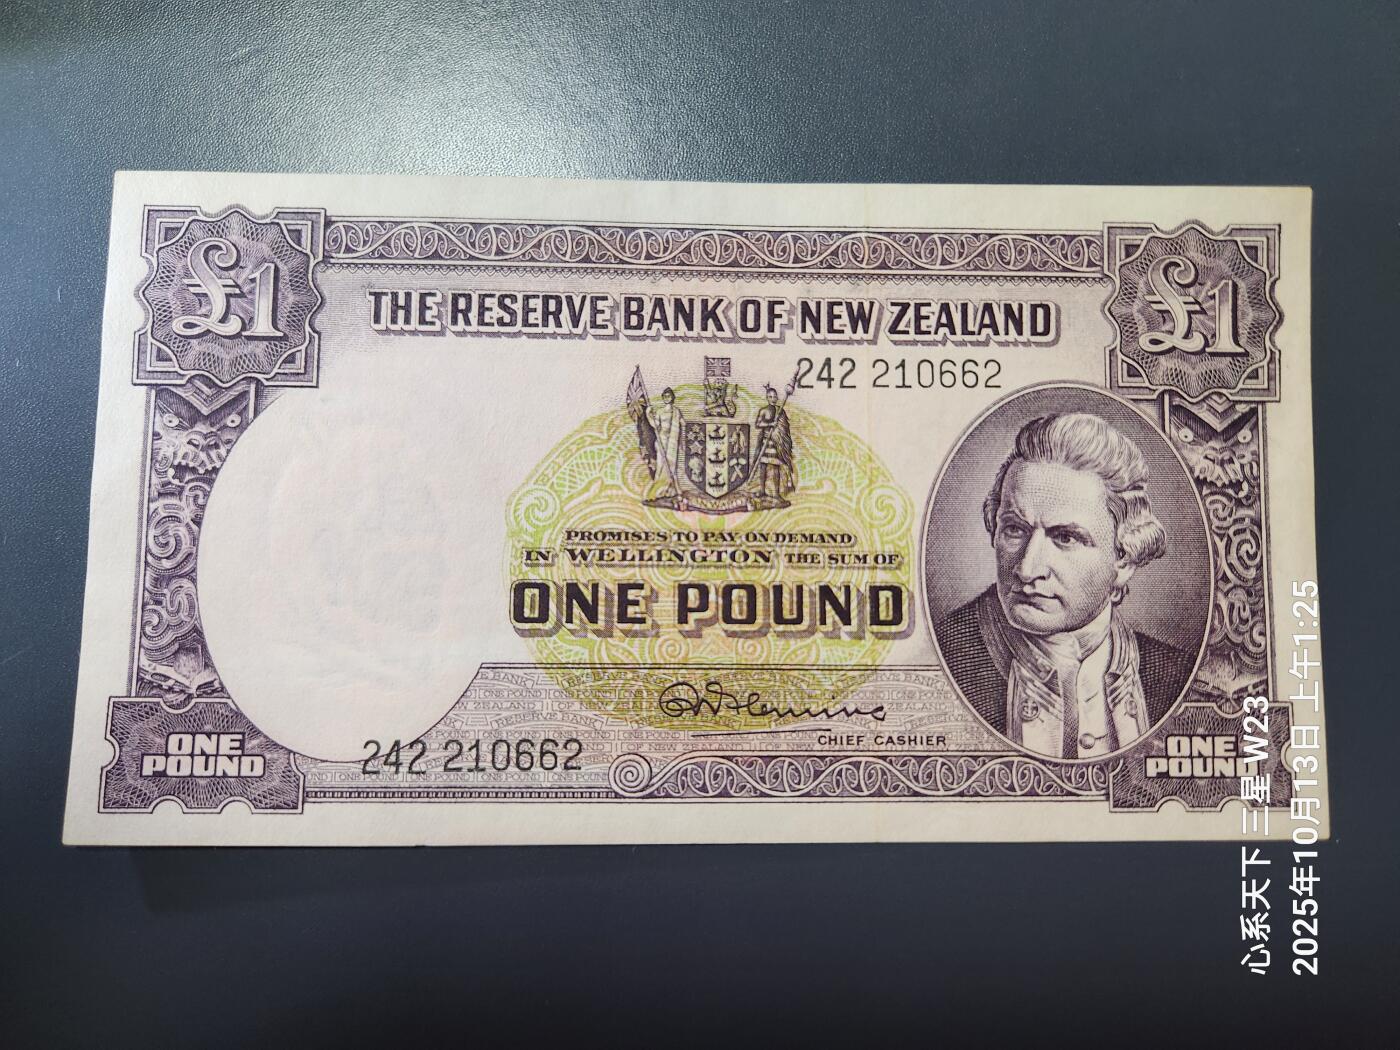 £1
£1
THE RESERVE BANK OF NEW ZEALAND
242 210662
PROMISES TO PAY ON DEMAND
IN WELLINGTON THE SUM OF
ONE POUND
CHIEF CASHIER
242 210662
ONE
POUND
ONE
POUND
心系天下 三星 W23
2025年10月13日 上午1:25